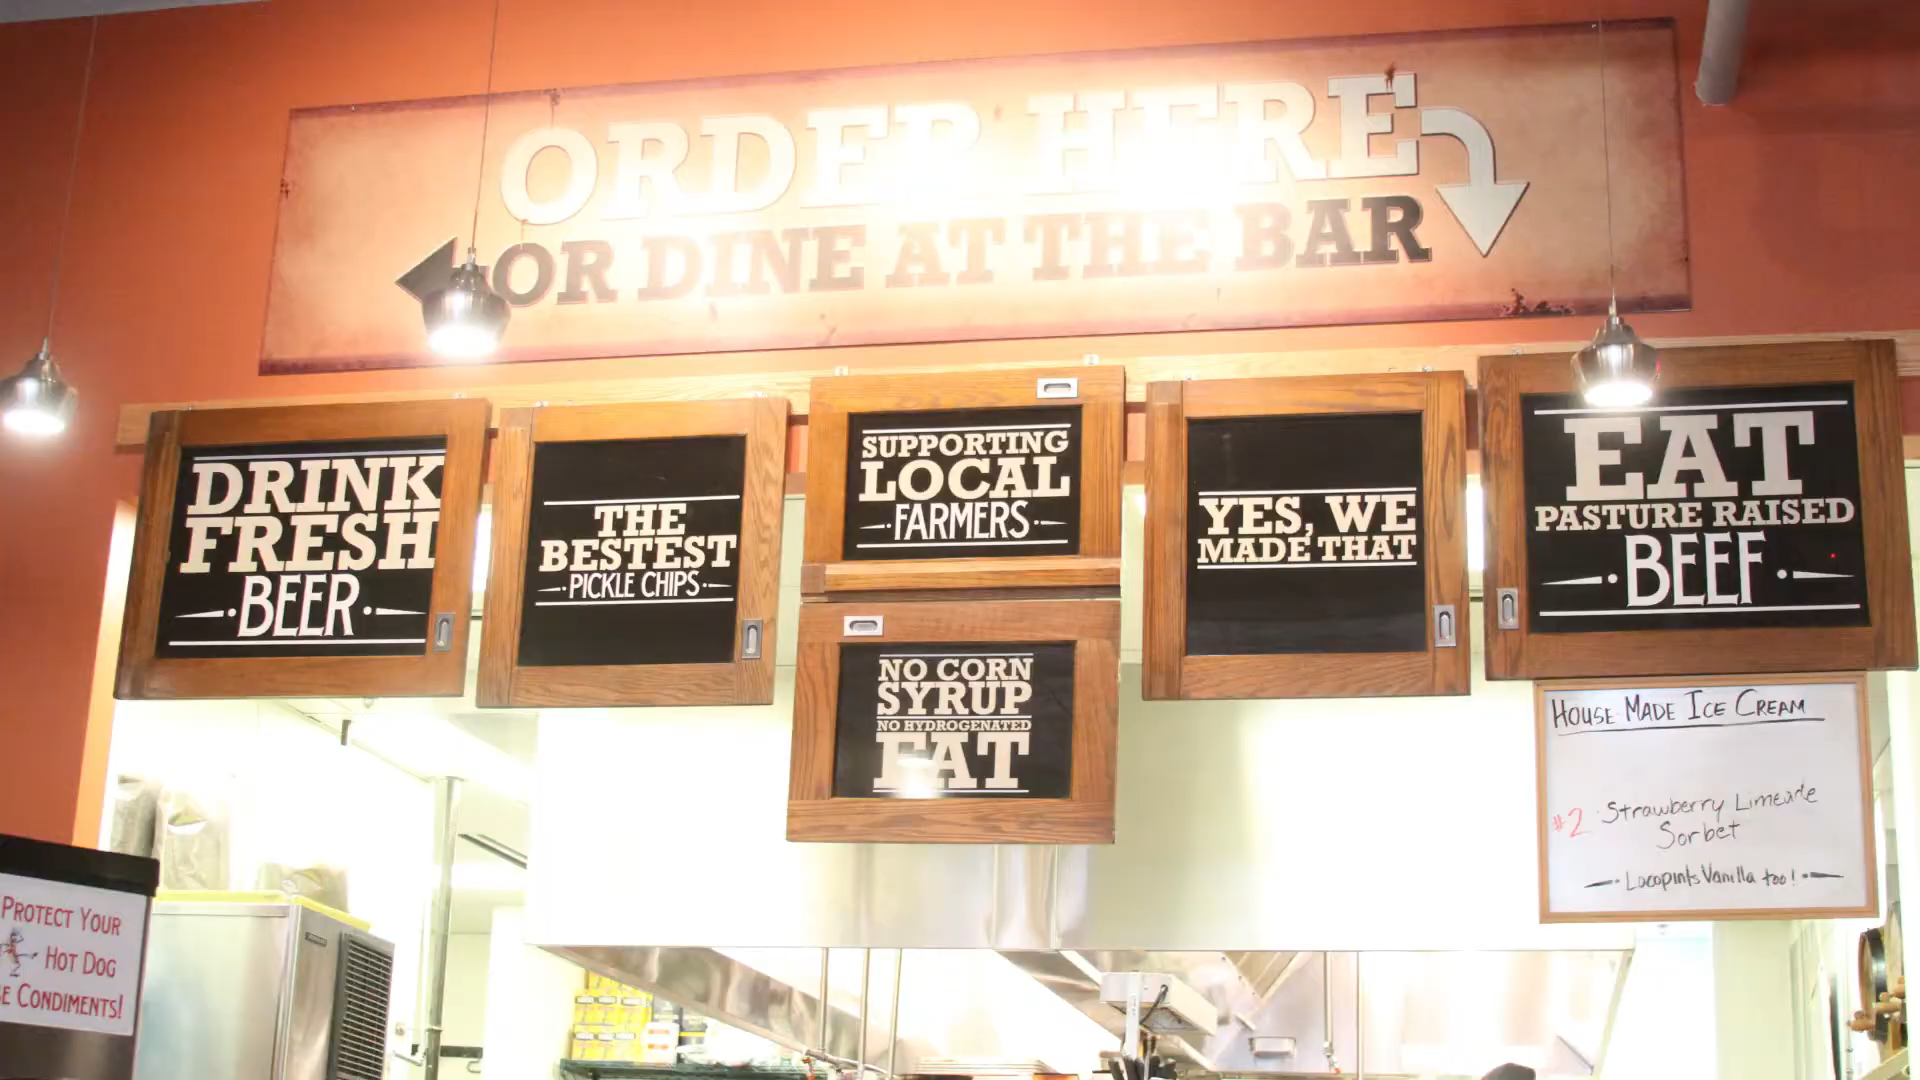 ORDER HERE
OR DINE AT THE BAR
DRINK
FRESH
BEER
THE
BESTEST
PICKLE CHIPS
SUPPORTING
LOCAL
FARMERS
NO CORN
SYRUP
NO HYDROGENATED
FAT
YES, WE
MADE THAT
EAT
PASTURE RAISED
BEEF
HOUSE MADE ICE CREAM
#2 Strawberry Limeade
Sorbet
Locopints Vanilla too!
PROTECT YOUR
HOT DOG
CONDIMENTS!